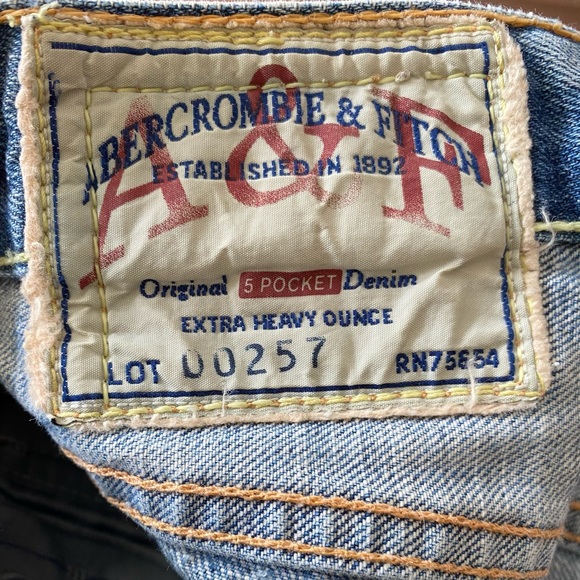 A&F
ABERCROMBIE & FITCH
ESTABLISHED IN 1892
Original 5 POCKET Denim
EXTRA HEAVY OUNCE
LOT 00257 RN75654